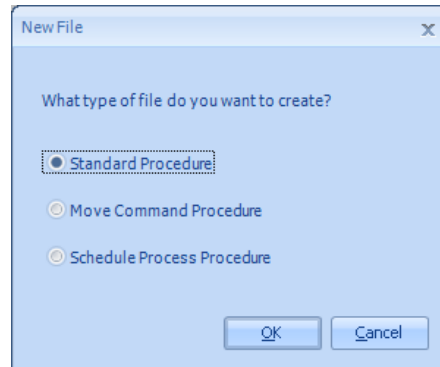 New File
What type of file do you want to create?
Standard Procedure
Move Command Procedure
Schedule Process Procedure
OK Cancel